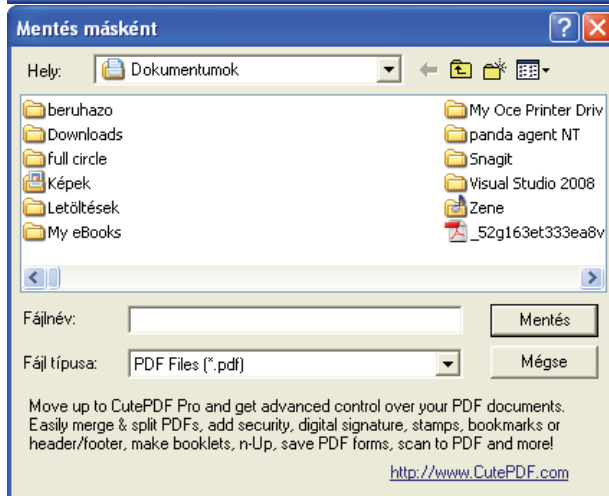 Mentés másként
Hely:
Dokumentumok
beruhazo
Downloads
full circle
Képek
Letöltések
My eBooks
My Oce Printer Driv
panda agent NT
Snagit
Visual Studio 2008
Zene
_52g163et333ea8v
Fájlnév:
Mentés
Fájl típusa:
PDF Files (*.pdf)
Mégse
Move up to CutePDF Pro and get advanced control over your PDF documents.
Easily merge & split PDFs, add security, digital signature, stamps, bookmarks or
header/footer, make booklets, n-Up, save PDF forms, scan to PDF and more!
http://www.CutePDF.com